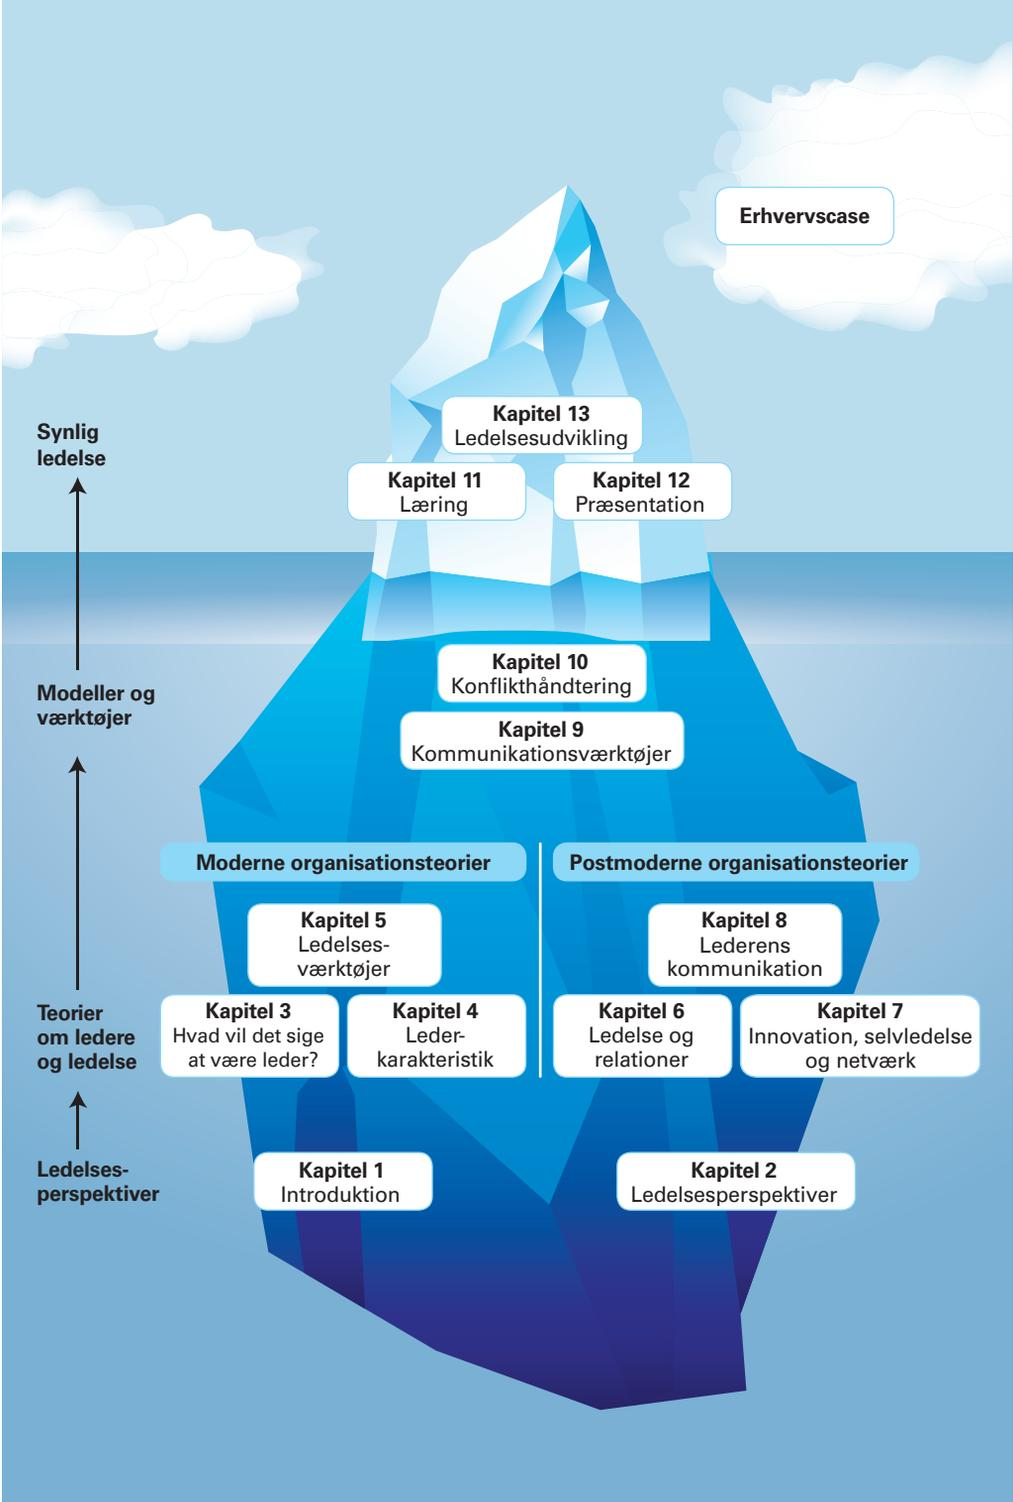 Erhvervscase
Kapitel 13
Ledelsesudvikling
Synlig
ledelse
Kapitel 11
Læring
Kapitel 12
Præsentation
Kapitel 10
Konflikthåndtering
Modeller og
værktøjer
Kapitel 9
Kommunikationsværktøjer
Moderne organisationsteorier
Postmoderne organisationsteorier
Kapitel 5
Ledelses-
værktøjer
Kapitel 8
Lederens
kommunikation
Teorier
om ledere
og ledelse
Kapitel 3
Hvad vil det sige
at være leder?
Kapitel 4
Leder-
karakteristik
Kapitel 6
Ledelse og
relationer
Kapitel 7
Innovation, selvledelse
og netværk
Ledelses-
perspektiver
Kapitel 1
Introduktion
Kapitel 2
Ledelsesperspektiver